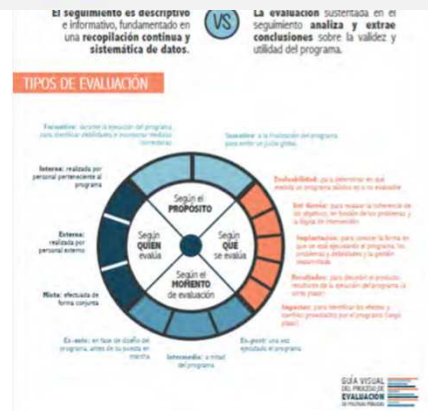 El seguimiento es descriptivo
e informativo, fundamentado en
una recopilación continua y
sistemática de datos.
VS
La evaluación sustentada en el
seguimiento analiza y extrae
conclusiones sobre la validez y
utilidad del programa.
TIPOS DE EVALUACIÓN
Formativa: durante la ejecución del programa,
para identificar debilidades e incorporar medidas
correctoras
Sumativa: a la finalización del programa
para emitir un juicio global
Interna: realizada por
personal perteneciente al
programa
Externa:
realizada por
personal externo
Mixta: efectuada de
forma conjunta
Según el
PROPÓSITO
Según
QUIEN
evalúa
Según
QUE
se evalúa
Según el
MOMENTO
de evaluación
Evaluabilidad: para determinar en qué
medida un programa público es o no evaluable
Del diseño: para evaluar la coherencia de
los objetivos, en función de los problemas y
la lógica de intervención
Implantación: para conocer la forma en
que se está ejecutando el programa, los
problemas y debilidades y la gestión
Resultados: para describir el producto
resultante de la ejecución del programa (a
corto plazo)
Impactos: para identificar los efectos y
cambios provocados por el programa (largo
plazo)
Ex-ante: en fase de diseño del
programa, antes de su puesta en
marcha
Intermedia: a mitad
del programa
Ex-post: una vez
ejecutado el programa
GUÍA VISUAL
DEL PROCESO DE
EVALUACIÓN
DE POLÍTICAS PÚBLICAS